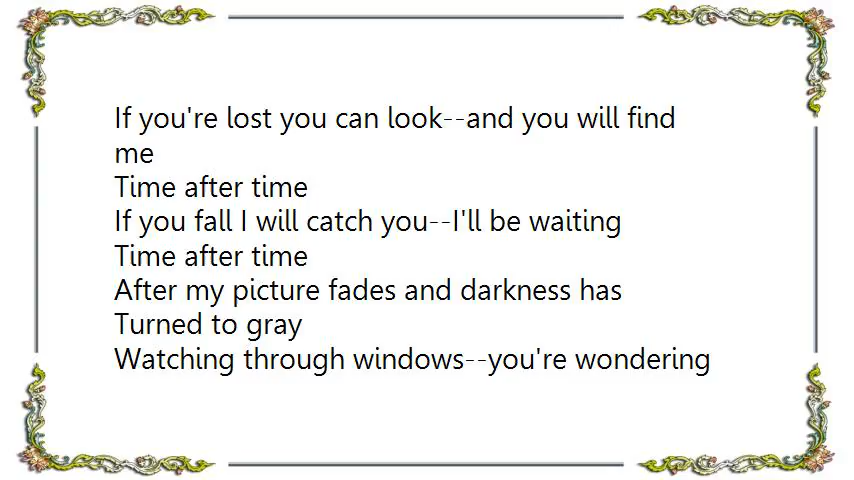 If you're lost you can look--and you will find
me
Time after time
If you fall I will catch you--I'll be waiting
Time after time
After my picture fades and darkness has
Turned to gray
Watching through windows--you're wondering